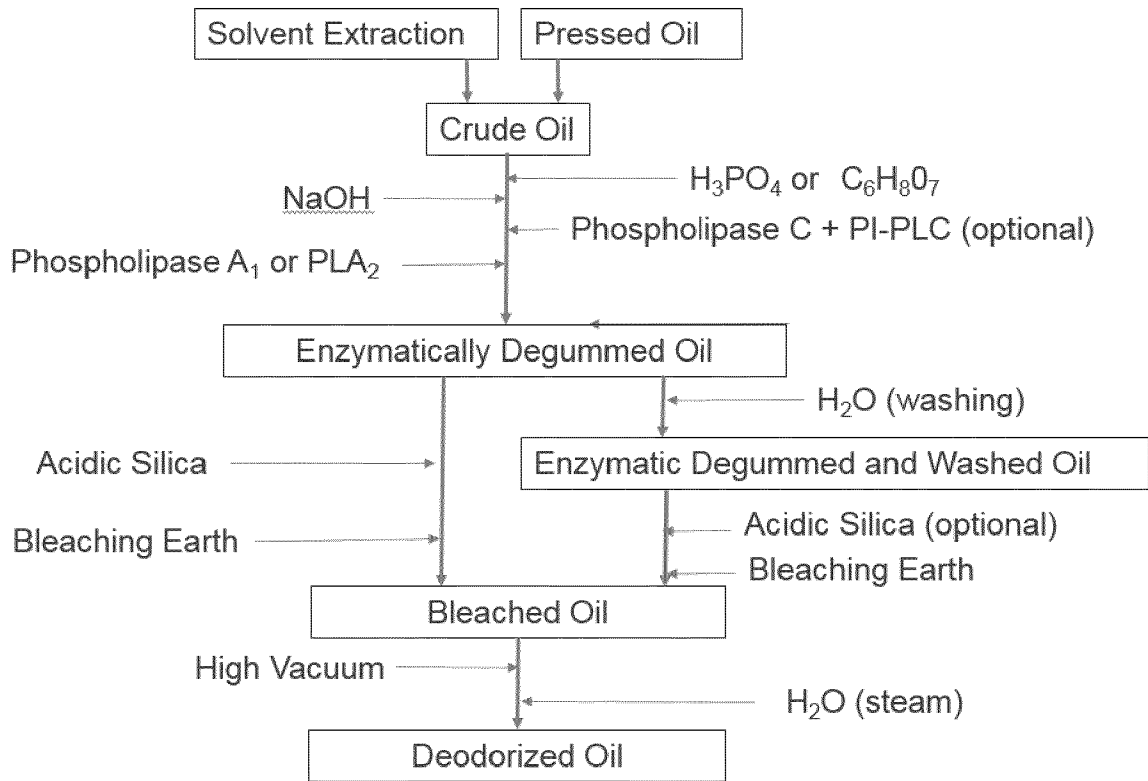 Solvent Extraction
Pressed Oil
Crude Oil
H₃PO₄ or C₆H₈0₇
NaOH
Phospholipase C + PI-PLC (optional)
Phospholipase A₁ or PLA₂
Enzymatically Degummed Oil
H₂O (washing)
Acidic Silica
Enzymatic Degummed and Washed Oil
Acidic Silica (optional)
Bleaching Earth
Bleaching Earth
Bleached Oil
High Vacuum
H₂O (steam)
Deodorized Oil